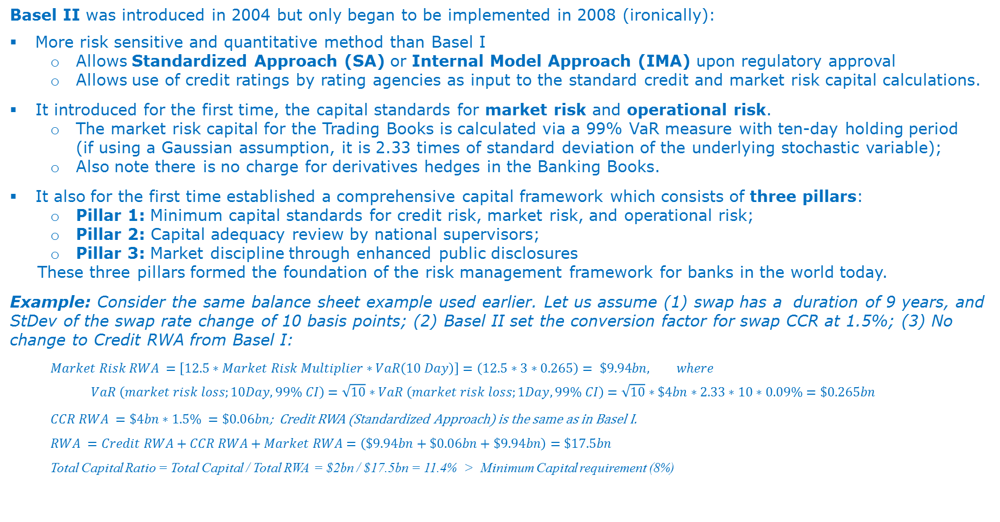 Basel II was introduced in 2004 but only began to be implemented in 2008 (ironically):
▪ More risk sensitive and quantitative method than Basel I
o Allows Standardized Approach (SA) or Internal Model Approach (IMA) upon regulatory approval
o Allows use of credit ratings by rating agencies as input to the standard credit and market risk capital calculations.
▪ It introduced for the first time, the capital standards for market risk and operational risk.
o The market risk capital for the Trading Books is calculated via a 99% VaR measure with ten-day holding period
(if using a Gaussian assumption, it is 2.33 times of standard deviation of the underlying stochastic variable);
o Also note there is no charge for derivatives hedges in the Banking Books.
▪ It also for the first time established a comprehensive capital framework which consists of three pillars:
o Pillar 1: Minimum capital standards for credit risk, market risk, and operational risk;
o Pillar 2: Capital adequacy review by national supervisors;
o Pillar 3: Market discipline through enhanced public disclosures
These three pillars formed the foundation of the risk management framework for banks in the world today.
Example: Consider the same balance sheet example used earlier. Let us assume (1) swap has a duration of 9 years, and
StDev of the swap rate change of 10 basis points; (2) Basel II set the conversion factor for swap CCR at 1.5%; (3) No
change to Credit RWA from Basel I:
Market Risk RWA = [12.5 * Market Risk Multiplier * VaR(10 Day)] = (12.5 * 3 * 0.265) = $9.94bn, where
VaR (market risk loss; 10Day, 99% CI) = √10 * VaR (market risk loss; 1Day, 99% CI) = √10 * $4bn * 2.33 * 10 * 0.09% = $0.265bn
CCR RWA = $4bn * 1.5% = $0.06bn; Credit RWA (Standardized Approach) is the same as in Basel I.
RWA = Credit RWA + CCR RWA + Market RWA = ($9.94bn + $0.06bn + $9.94bn) = $17.5bn
Total Capital Ratio = Total Capital / Total RWA = $2bn / $17.5bn = 11.4% > Minimum Capital requirement (8%)